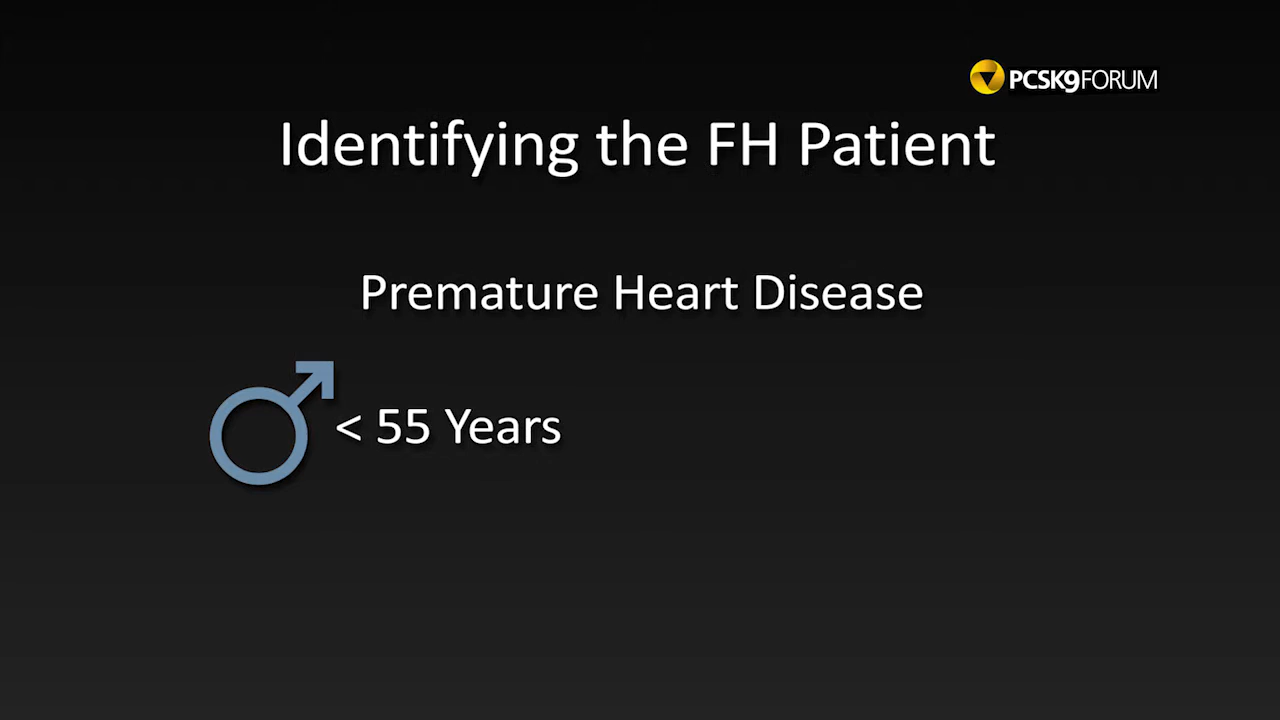 PCSK9FORUM
Identifying the FH Patient
Premature Heart Disease
< 55 Years